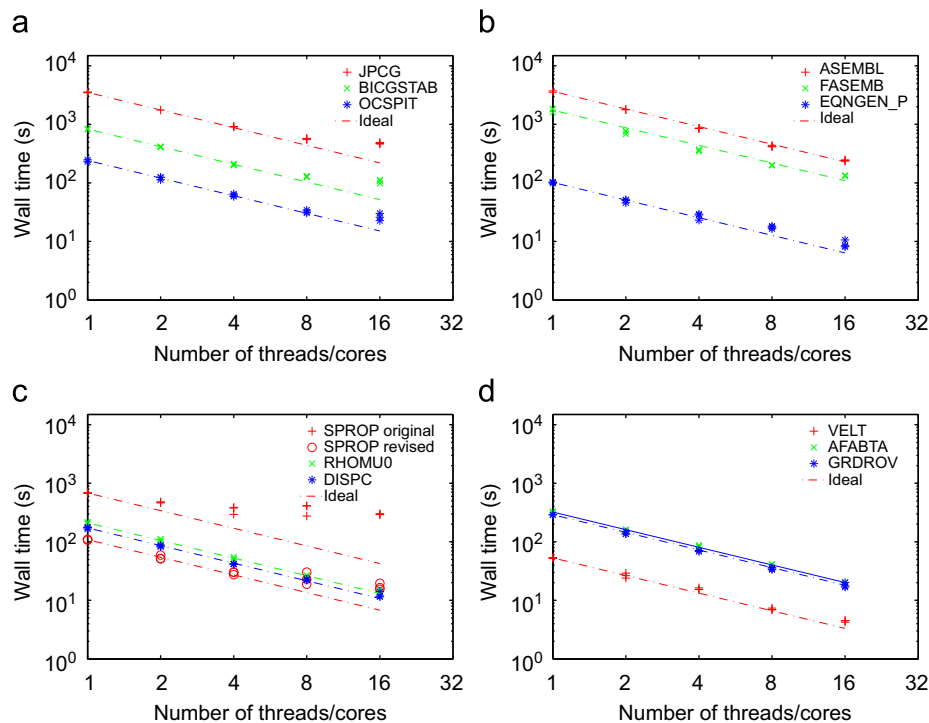 a
10^4
10^3
10^2
10^1
10^0
Wall time (s)
JPCG
BICGSTAB
OCSPIT
Ideal
1 2 4 8 16 32
Number of threads/cores
b
10^4
10^3
10^2
10^1
10^0
Wall time (s)
ASEMBL
FASEMB
EQNGEN_P
Ideal
1 2 4 8 16 32
Number of threads/cores
c
10^4
10^3
10^2
10^1
10^0
Wall time (s)
SPROP original
SPROP revised
RHOMU0
DISPC
Ideal
1 2 4 8 16 32
Number of threads/cores
d
10^4
10^3
10^2
10^1
10^0
Wall time (s)
VELT
AFABTA
GRDROV
Ideal
1 2 4 8 16 32
Number of threads/cores